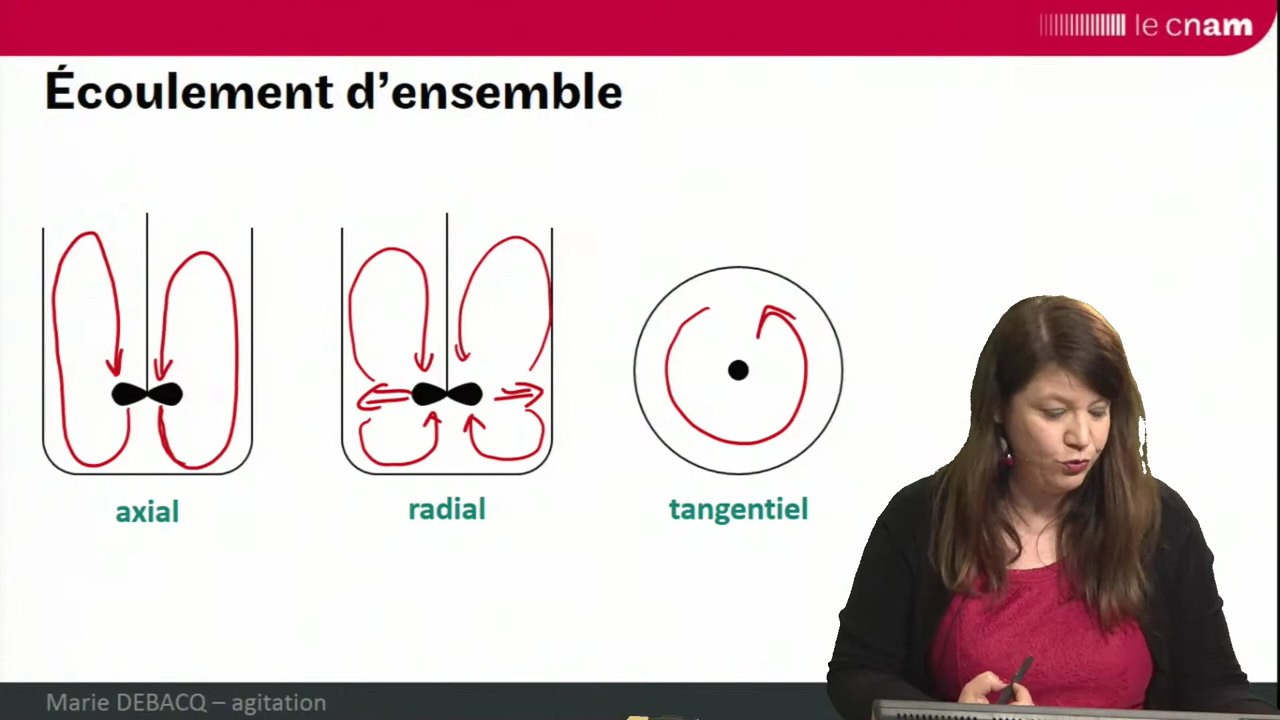 le cnam
Écoulement d’ensemble
axial
radial
tangentiel
Marie DEBACQ – agitation